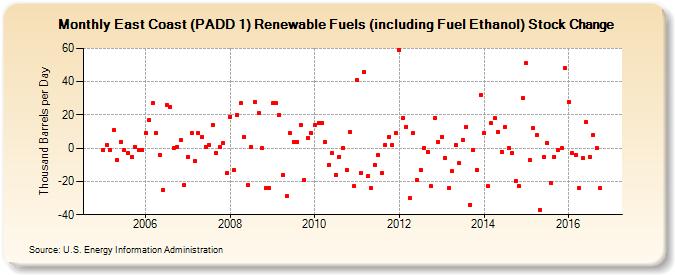 Monthly East Coast (PADD 1) Renewable Fuels (including Fuel Ethanol) Stock Change
Thousand Barrels per Day
60
40
20
0
-20
-40
2006 2008 2010 2012 2014 2016
Source: U.S. Energy Information Administration